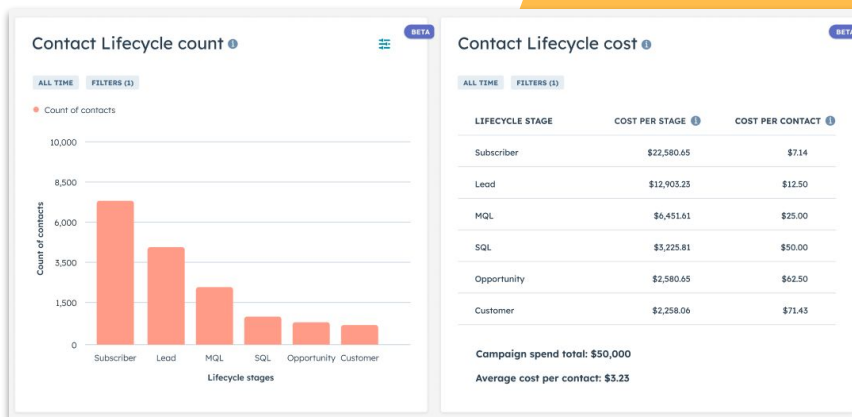 Contact Lifecycle count
BETA
ALL TIME FILTERS (1)
Count of contacts
10,000
8,500
6,000
3,500
1,500
0
Count of contacts
Subscriber Lead MQL SQL Opportunity Customer
Lifecycle stages
Contact Lifecycle cost
BETA
ALL TIME FILTERS (1)
LIFECYCLE STAGE COST PER STAGE COST PER CONTACT
Subscriber $22,580.65 $7.14
Lead $12,903.23 $12.50
MQL $6,451.61 $25.00
SQL $3,225.81 $50.00
Opportunity $2,580.65 $62.50
Customer $2,258.06 $71.43
Campaign spend total: $50,000
Average cost per contact: $3.23